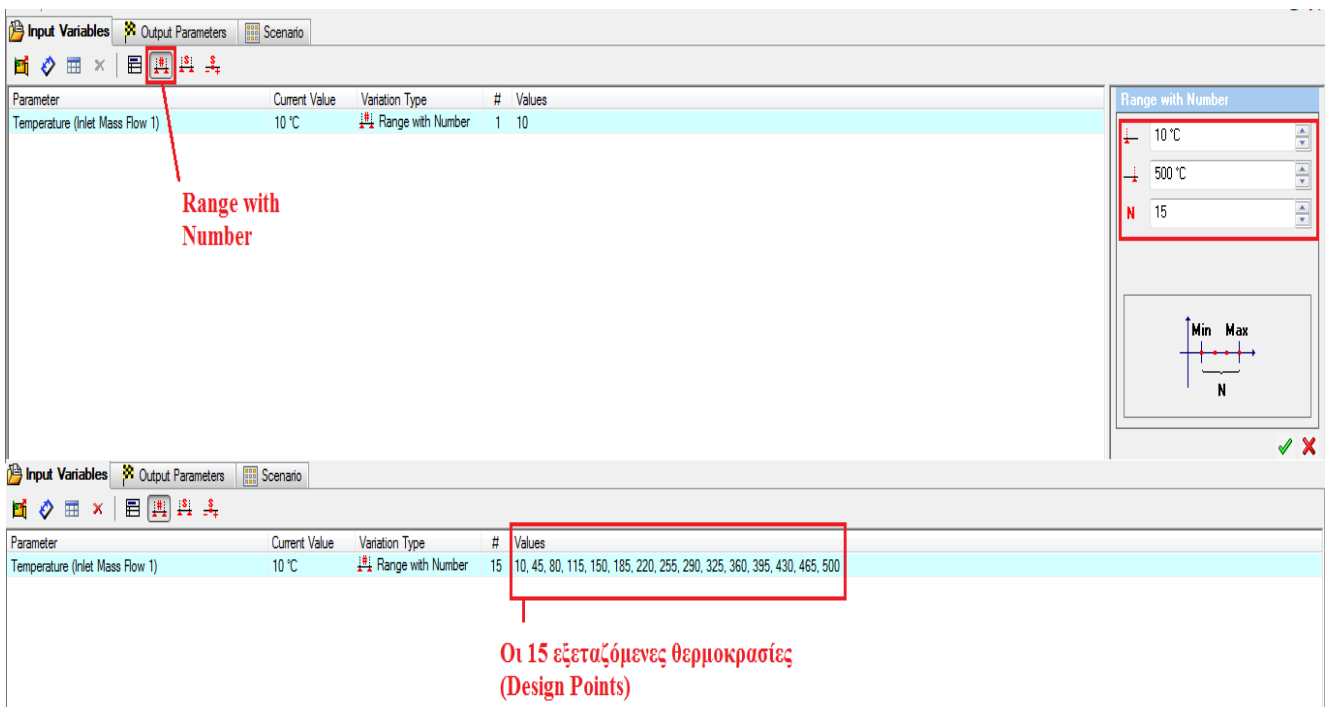 Input Variables Output Parameters Scenario
Parameter Current Value Variation Type # Values
Temperature (Inlet Mass Flow 1) 10 °C Range with Number 1 10
Range with Number
10 °C
500 °C
N 15
Range with
Number
Min Max
N
Input Variables Output Parameters Scenario
Parameter Current Value Variation Type # Values
Temperature (Inlet Mass Flow 1) 10 °C Range with Number 15 10, 45, 80, 115, 150, 185, 220, 255, 290, 325, 360, 395, 430, 465, 500
Οι 15 εξεταζόμενες θερμοκρασίες
(Design Points)